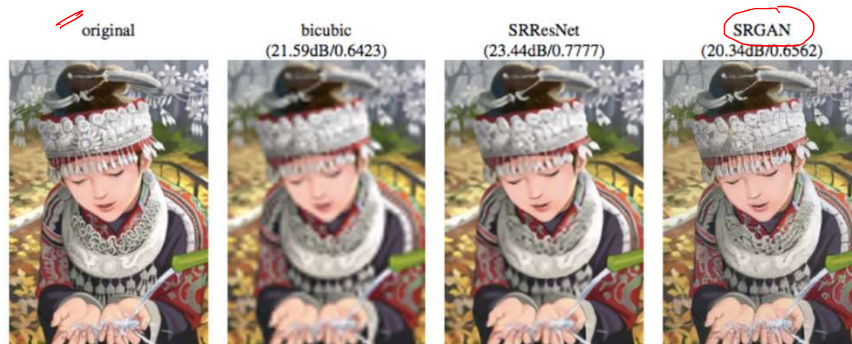 original
bicubic
(21.59dB/0.6423)
SRResNet
(23.44dB/0.7777)
SRGAN
(20.34dB/0.6562)